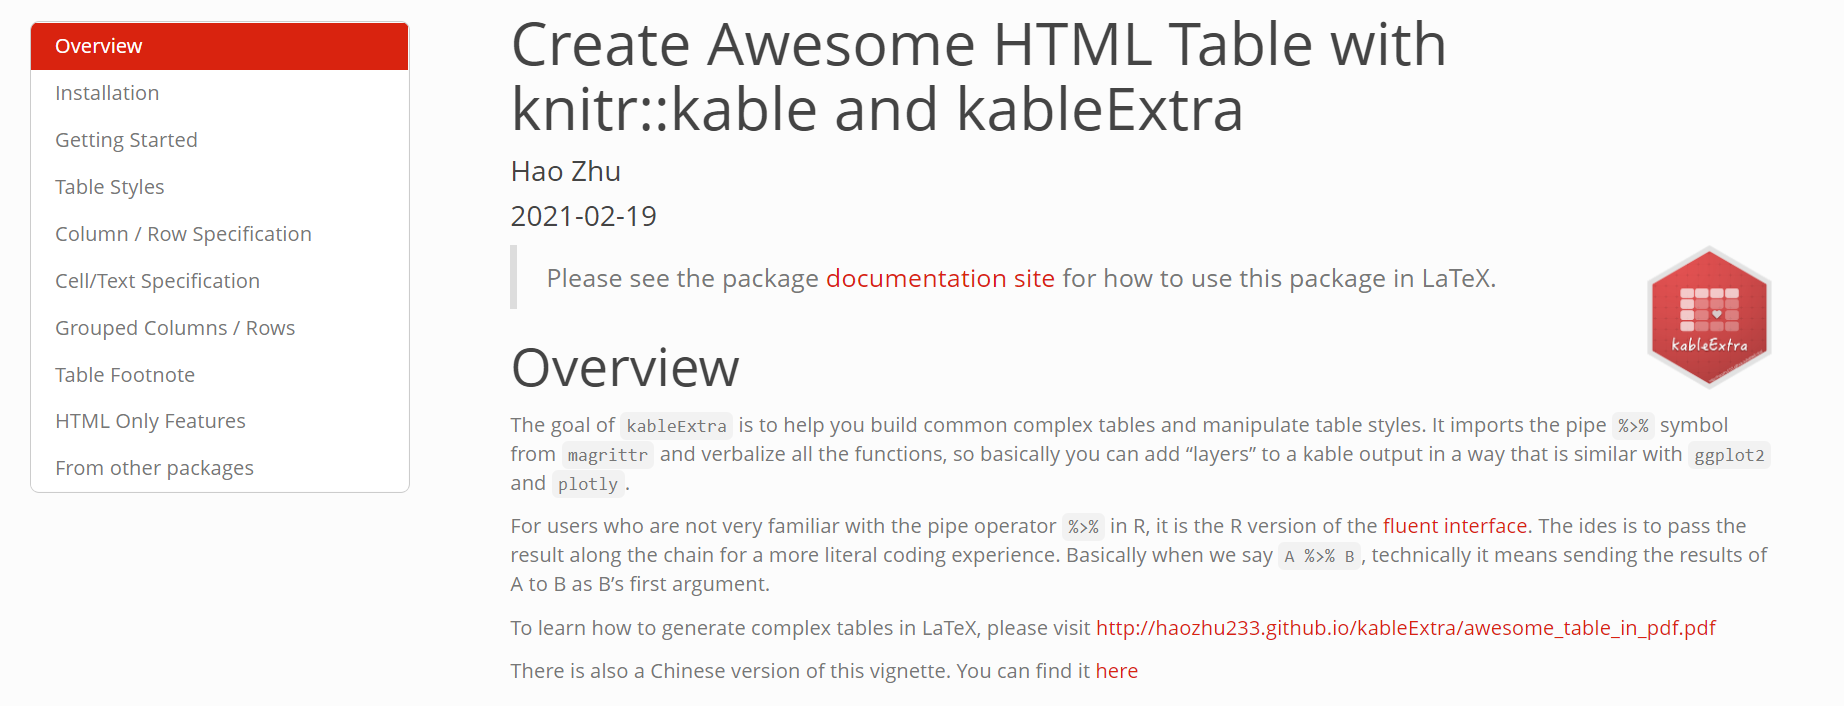 Overview
Installation
Getting Started
Table Styles
Column / Row Specification
Cell/Text Specification
Grouped Columns / Rows
Table Footnote
HTML Only Features
From other packages
Create Awesome HTML Table with
knitr::kable and kableExtra
Hao Zhu
2021-02-19
Please see the package documentation site for how to use this package in LaTeX.
kableExtra
Overview
The goal of kableExtra is to help you build common complex tables and manipulate table styles. It imports the pipe %>% symbol
from magrittr and verbalize all the functions, so basically you can add “layers” to a kable output in a way that is similar with ggplot2
and plotly.
For users who are not very familiar with the pipe operator %>% in R, it is the R version of the fluent interface. The ides is to pass the
result along the chain for a more literal coding experience. Basically when we say A %>% B, technically it means sending the results of
A to B as B’s first argument.
To learn how to generate complex tables in LaTeX, please visit http://haozhu233.github.io/kableExtra/awesome_table_in_pdf.pdf
There is also a Chinese version of this vignette. You can find it here